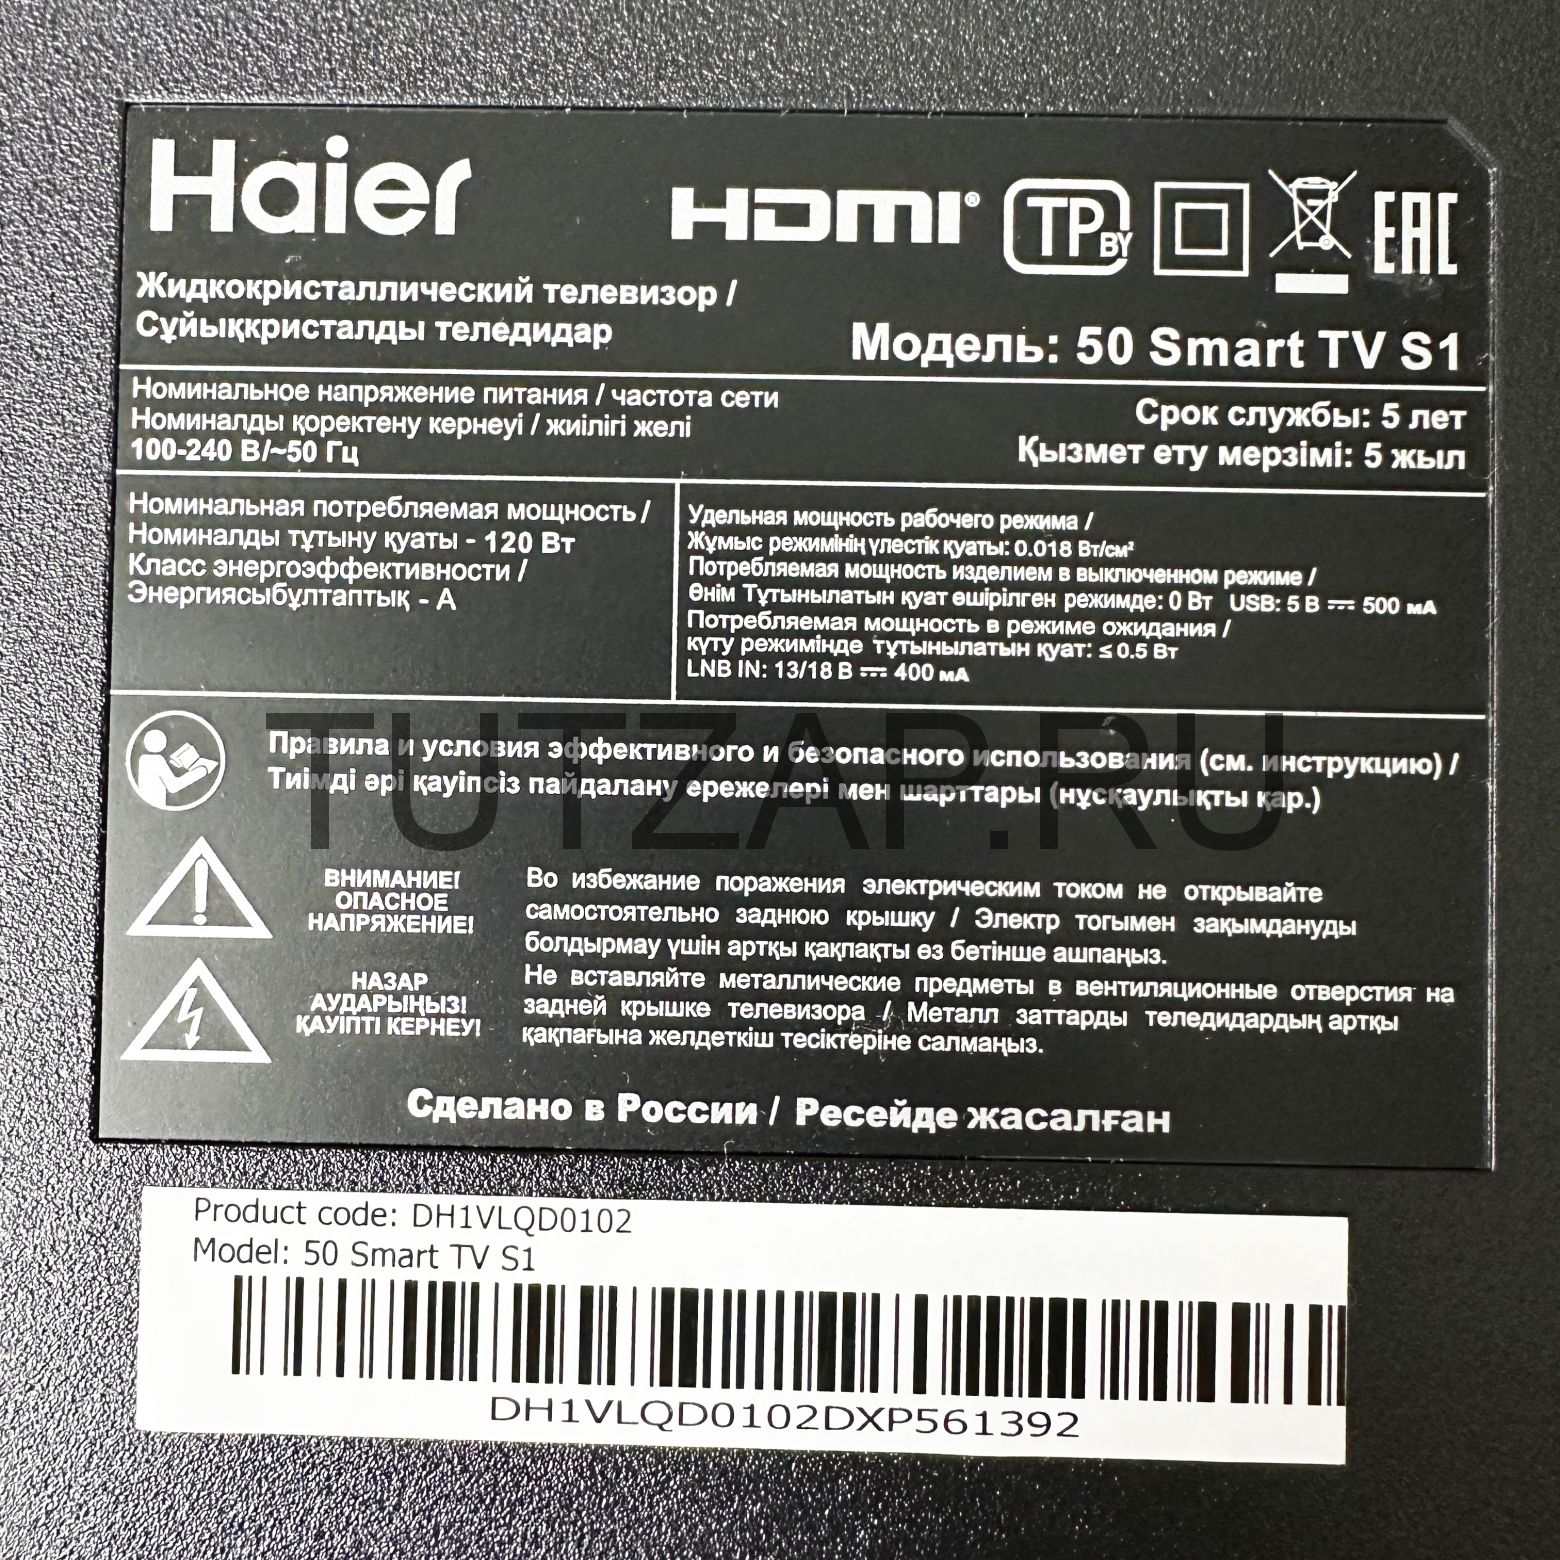 Haier
HDMI®
TP BY
EAC
Жидкокристаллический телевизор /
Сұйыққкристалды теледидар
Модель: 50 Smart TV S1
Номинальное напряжение питания / частота сети
Номиналды қоректену кернеуі / жиілігі желі
100-240 В/~50 Гц
Срок службы: 5 лет
Қызмет ету мерзімі: 5 жыл
Номинальная потребляемая мощность /
Номиналды тұтыну қуаты - 120 Вт
Класс энергоэффективности /
Энергиясыбұлтаптық - А
Удельная мощность рабочего режима /
Жұмыс режимінің үлестік қуаты: 0.018 Вт/см²
Потребляемая мощность изделием в выключенном режиме /
Өнім Тұтынылатын қуат өшірілген режимде: 0 Вт USB: 5 В ⎓ 500 мА
Потребляемая мощность в режиме ожидания /
күту режимінде тұтынылатын қуат: ≤ 0.5 Вт
LNB IN: 13/18 В ⎓ 400 мА
Правила и условия эффективного и безопасного использования (см. инструкцию) /
Тиімді әрі қауіпсіз пайдалану ережелері мен шарттары (нұсқаулықты қар.)
TUTZAP.RU
ВНИМАНИЕ!
ОПАСНОЕ
НАПРЯЖЕНИЕ!
Во избежание поражения электрическим током не открывайте
самостоятельно заднюю крышку / Электр тогымен зақымдануды
болдырмау үшін артқы қақпақты өз бетінше ашпаңыз.
НАЗАР
АУДАРЫҢЫЗ!
ҚАУІПТІ КЕРНЕУ!
Не вставляйте металлические предметы в вентиляционные отверстия на
задней крышке телевизора / Металл заттарды теледидардың артқы
қақпағына желдеткіш тесіктеріне салмаңыз.
Сделано в России / Ресейде жасалған
Product code: DH1VLQD0102
Model: 50 Smart TV S1
DH1VLQD0102DXP561392